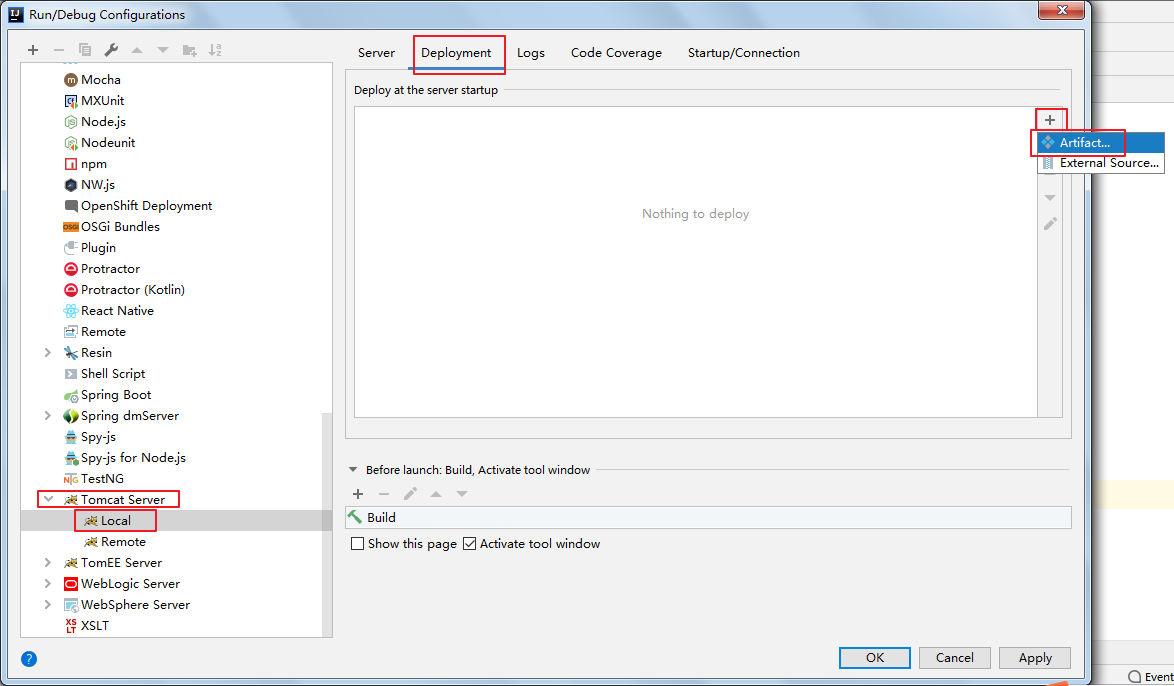 Run/Debug Configurations
Mocha
MXUnit
Node.js
Nodeunit
npm
NW.js
OpenShift Deployment
OSGi Bundles
Plugin
Protractor
Protractor (Kotlin)
React Native
Remote
Resin
Shell Script
Spring Boot
Spring dmServer
Spy-js
Spy-js for Node.js
TestNG
Tomcat Server
Local
Remote
TomEE Server
WebLogic Server
WebSphere Server
XSLT
Server Deployment Logs Code Coverage Startup/Connection
Deploy at the server startup
Artifact...
External Source...
Nothing to deploy
Before launch: Build, Activate tool window
Build
Show this page Activate tool window
OK Cancel Apply
Event